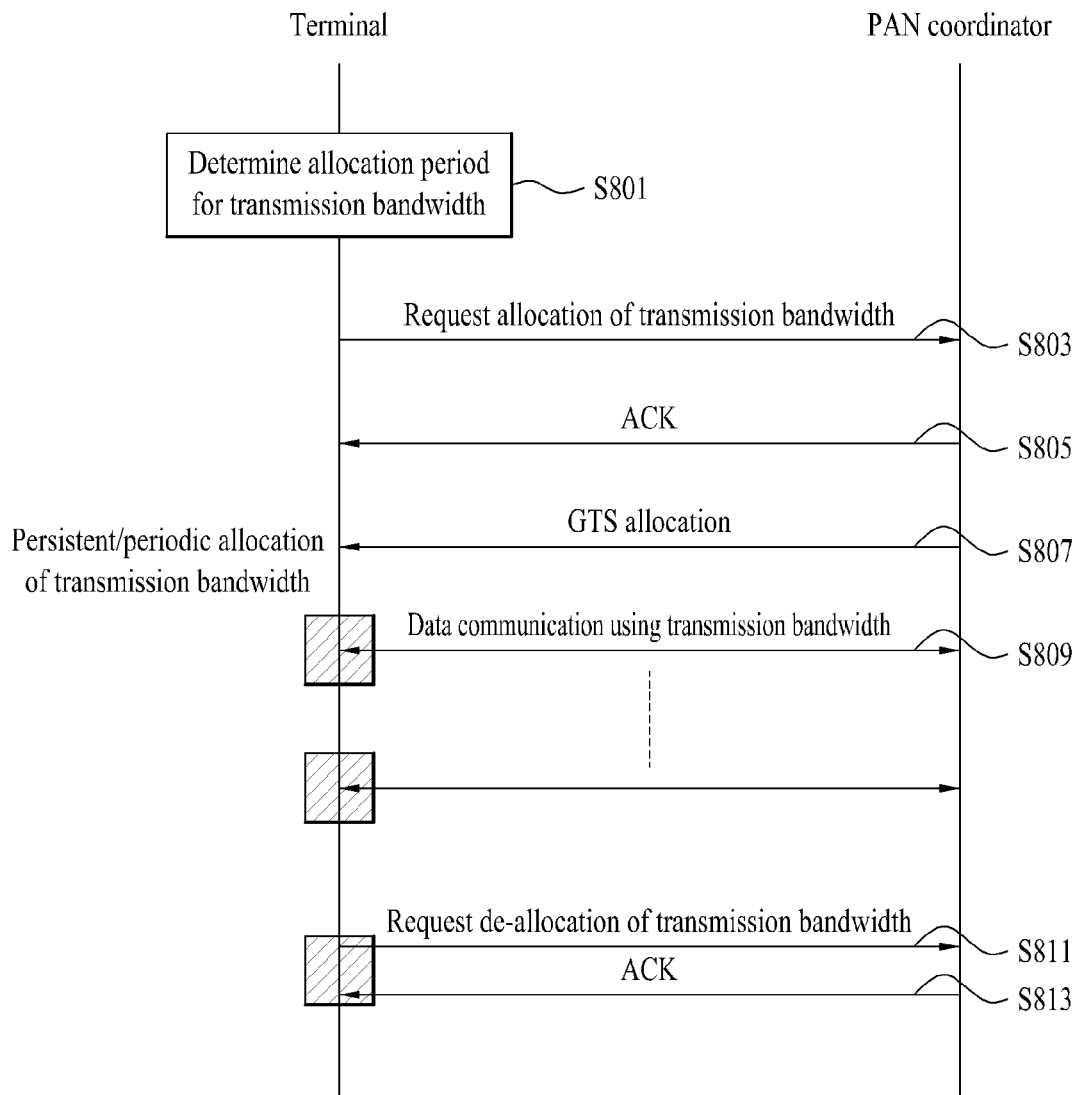 Terminal
PAN coordinator
Determine allocation period
for transmission bandwidth
S801
Request allocation of transmission bandwidth
S803
ACK
S805
GTS allocation
S807
Persistent/periodic allocation
of transmission bandwidth
Data communication using transmission bandwidth
S809
Request de-allocation of transmission bandwidth
S811
ACK
S813